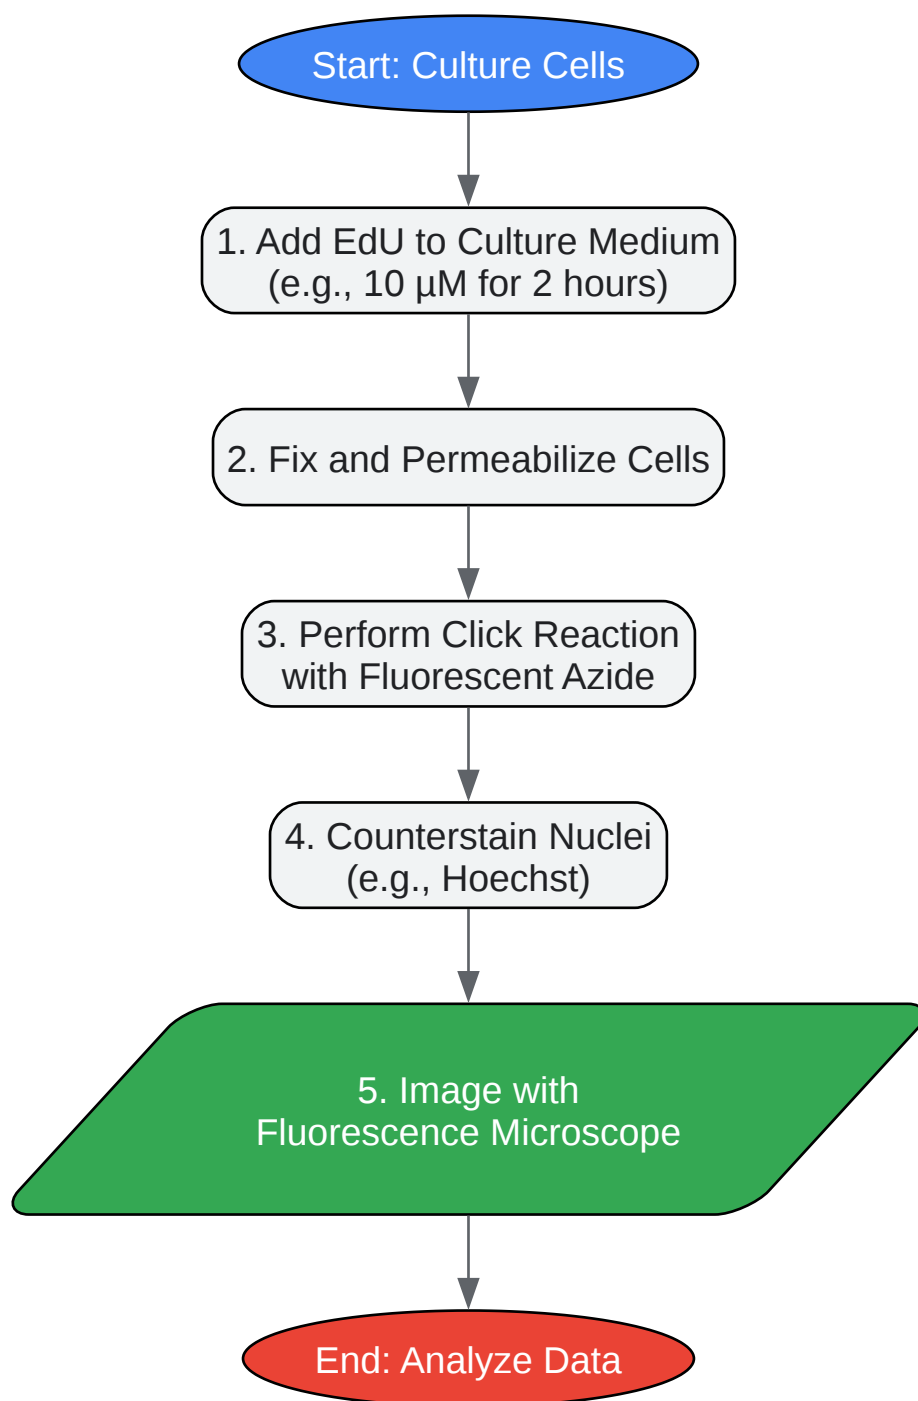 Start: Culture Cells
1. Add EdU to Culture Medium
(e.g., 10 µM for 2 hours)
2. Fix and Permeabilize Cells
3. Perform Click Reaction
with Fluorescent Azide
4. Counterstain Nuclei
(e.g., Hoechst)
5. Image with
Fluorescence Microscope
End: Analyze Data